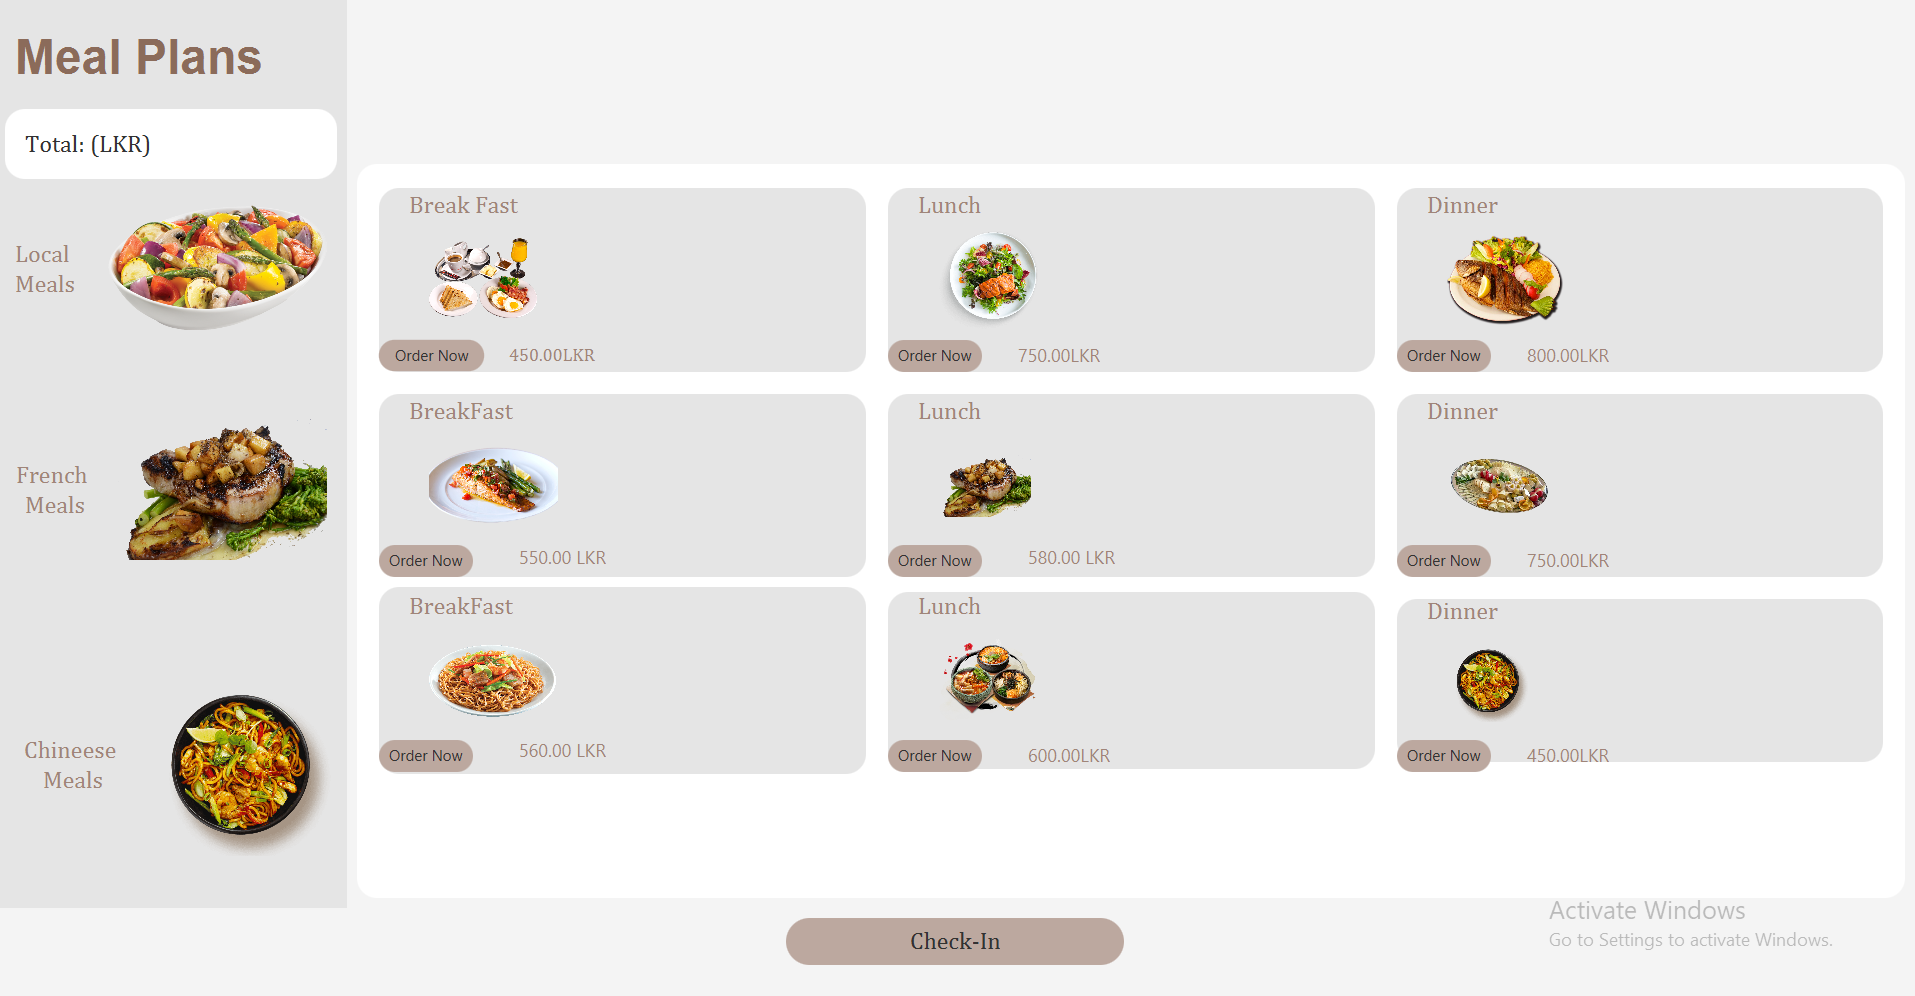 Meal Plans
Total: (LKR)
Local
Meals
French
Meals
Chineese
Meals
Break Fast
Order Now
450.00LKR
Lunch
Order Now
750.00LKR
Dinner
Order Now
800.00LKR
BreakFast
Order Now
550.00 LKR
Lunch
Order Now
580.00 LKR
Dinner
Order Now
750.00LKR
BreakFast
Order Now
560.00 LKR
Lunch
Order Now
600.00LKR
Dinner
Order Now
450.00LKR
Check-In
Activate Windows
Go to Settings to activate Windows.